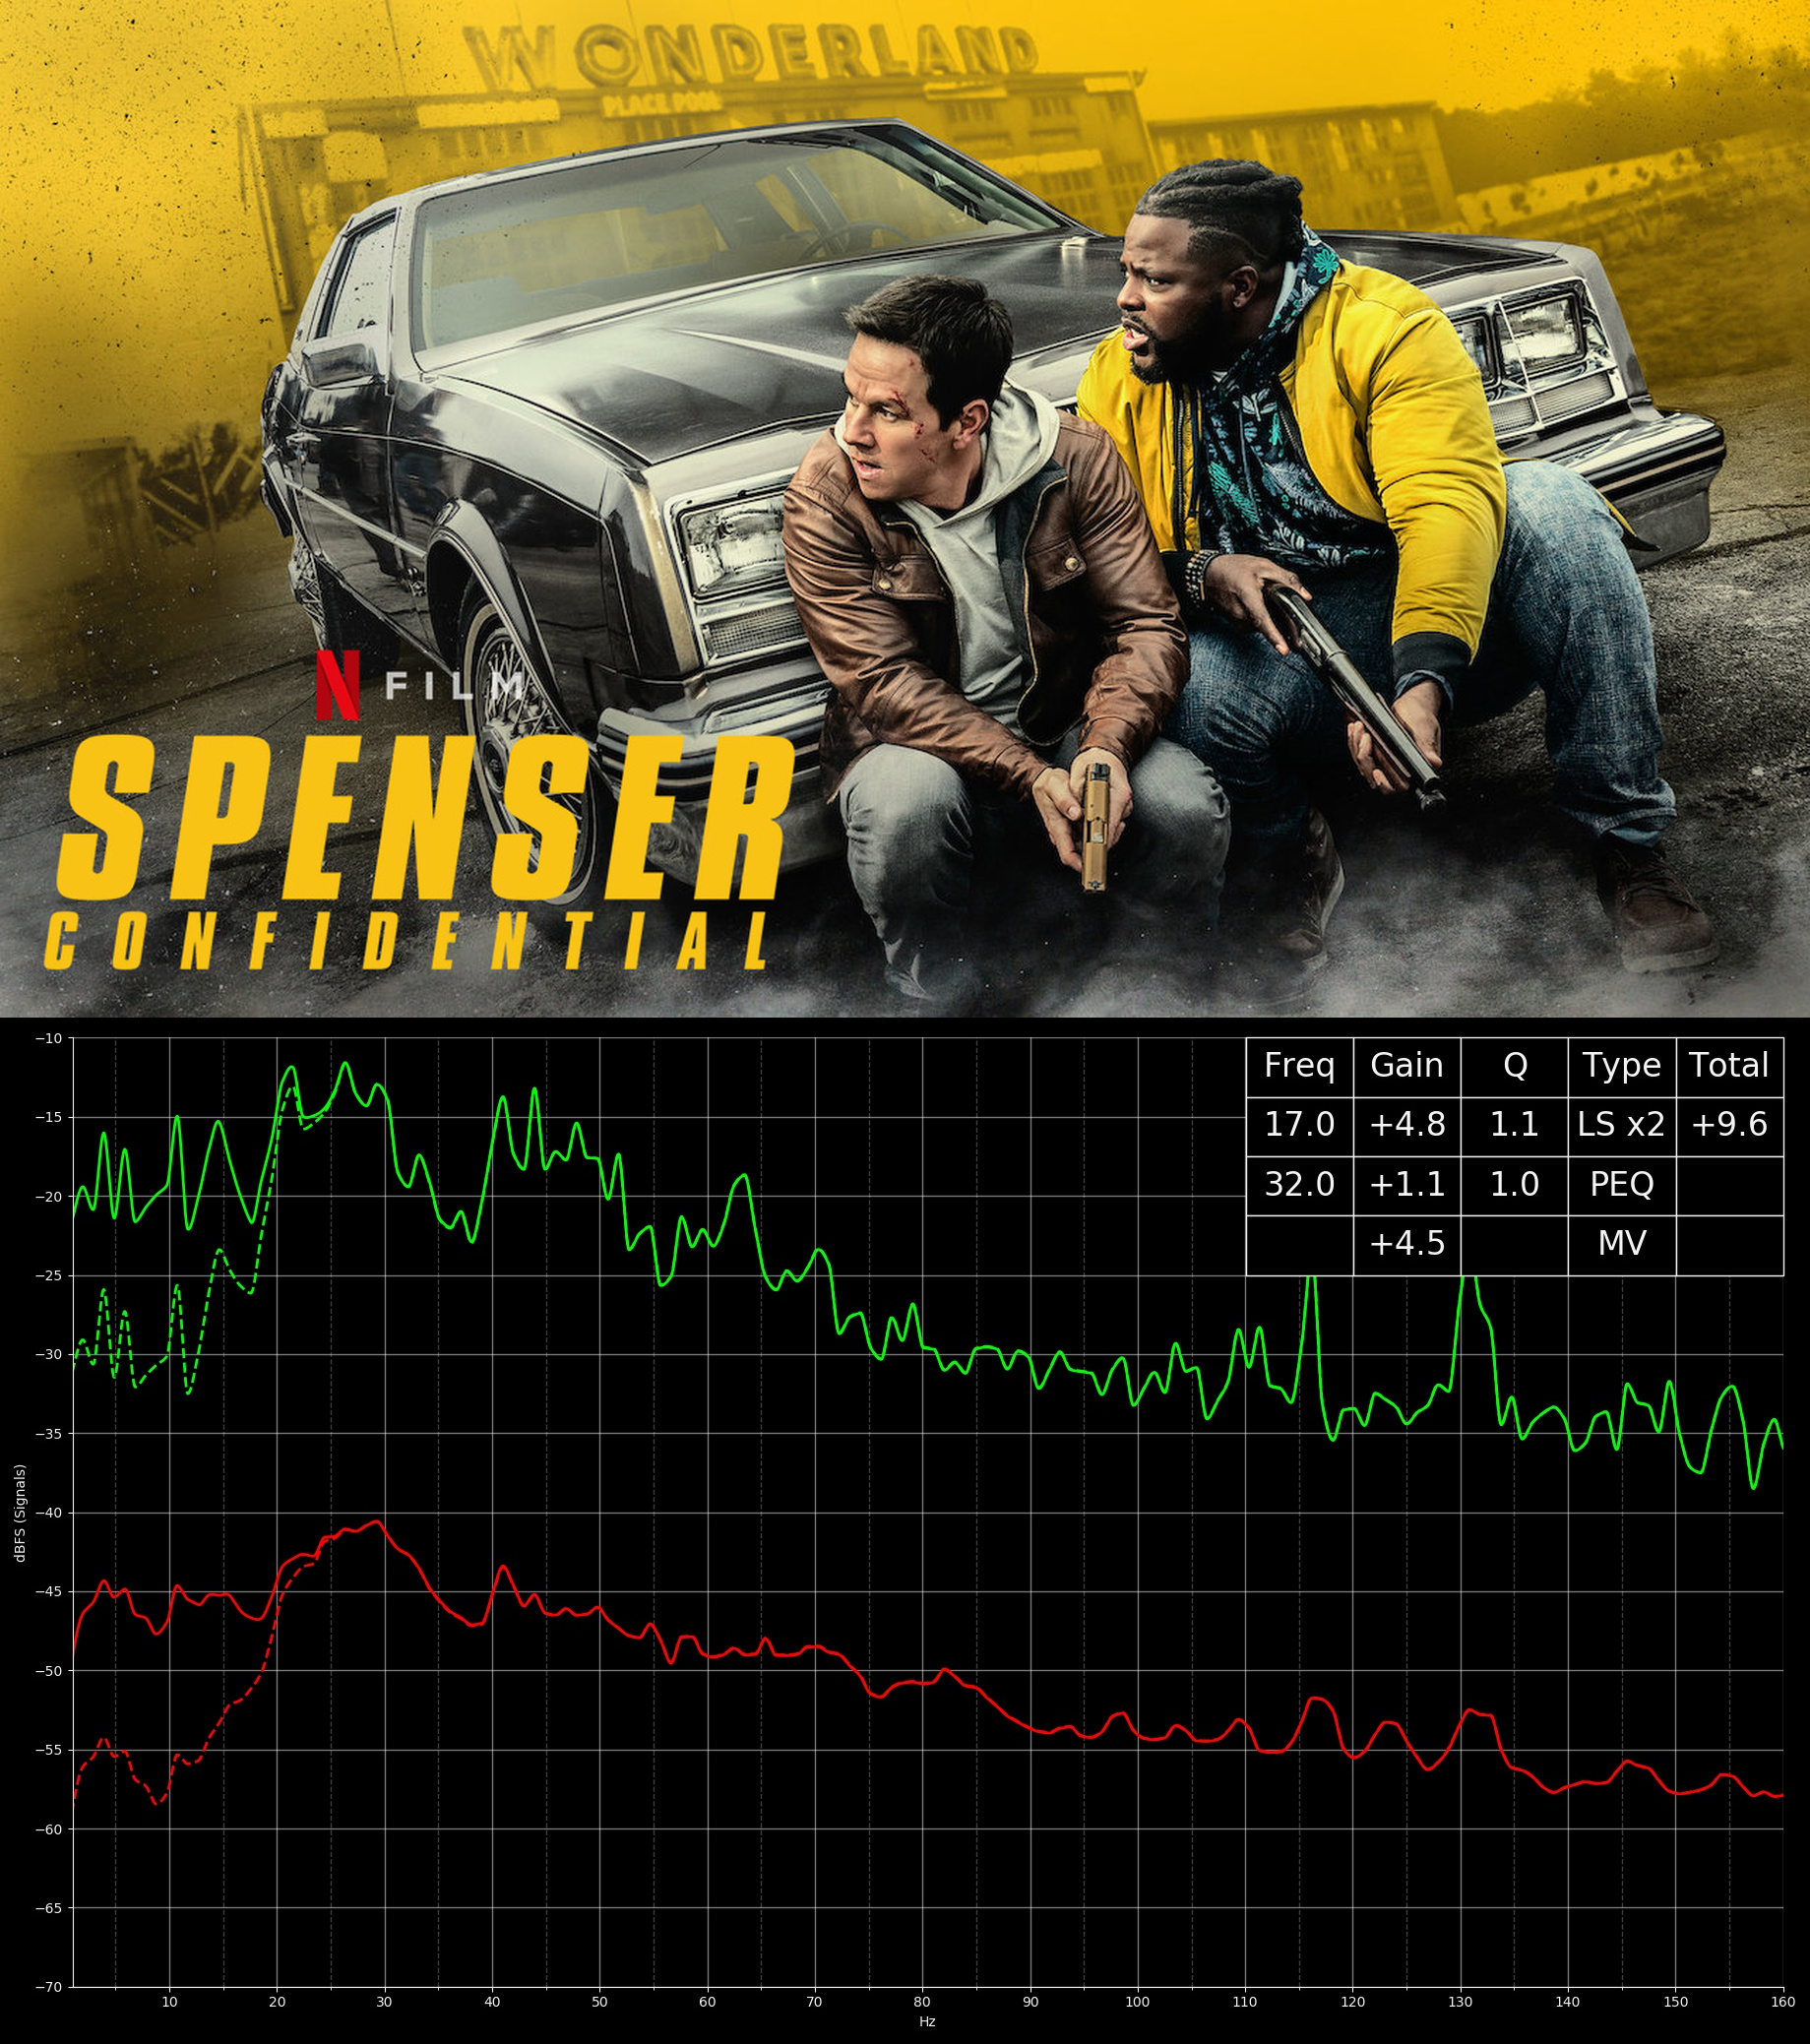 WONDERLAND
PLACE POOL
N FILM
SPENSER
CONFIDENTIAL
Freq Gain Q Type Total
17.0 +4.8 1.1 LS x2 +9.6
32.0 +1.1 1.0 PEQ
+4.5 MV
−10
−15
−20
−25
−30
−35
−40
−45
−50
−55
−60
−65
−70
dBFS (Signals)
10 20 30 40 50 60 70 80 90 100 110 120 130 140 150 160
Hz